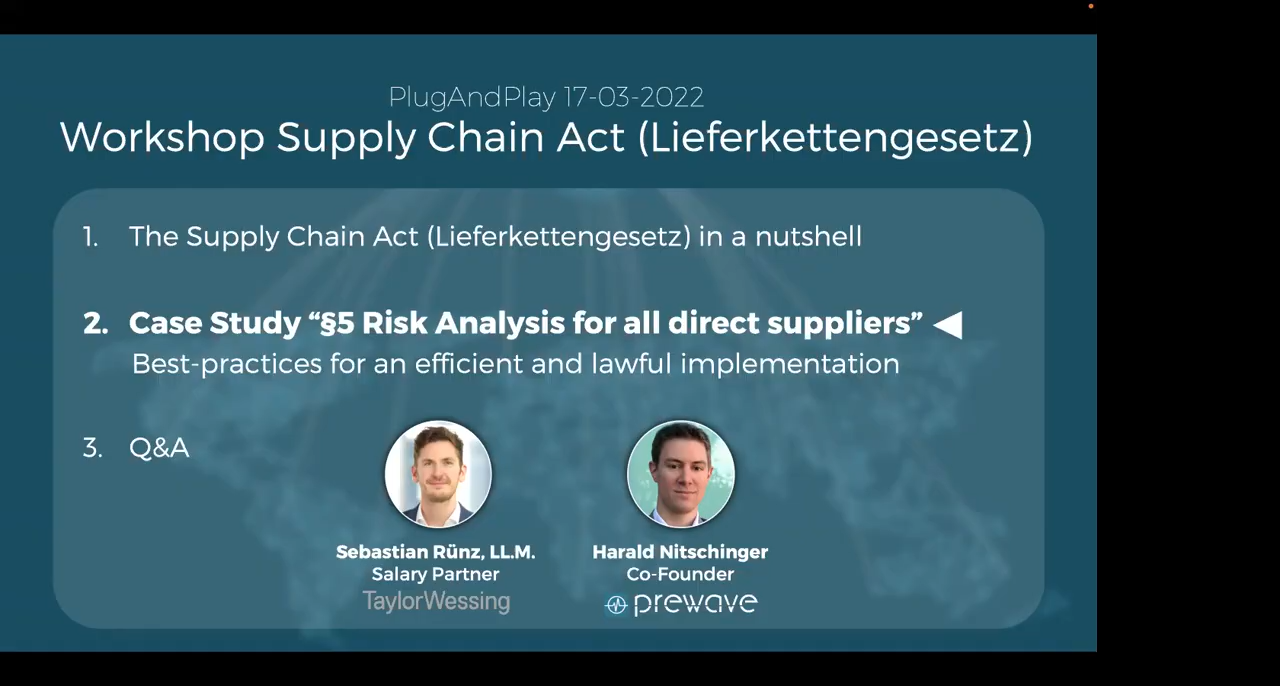 PlugAndPlay 17-03-2022
Workshop Supply Chain Act (Lieferkettengesetz)
1. The Supply Chain Act (Lieferkettengesetz) in a nutshell
2. Case Study “§5 Risk Analysis for all direct suppliers”
Best-practices for an efficient and lawful implementation
3. Q&A
Sebastian Rünz, LL.M.
Salary Partner
TaylorWessing
Harald Nitschinger
Co-Founder
prewave